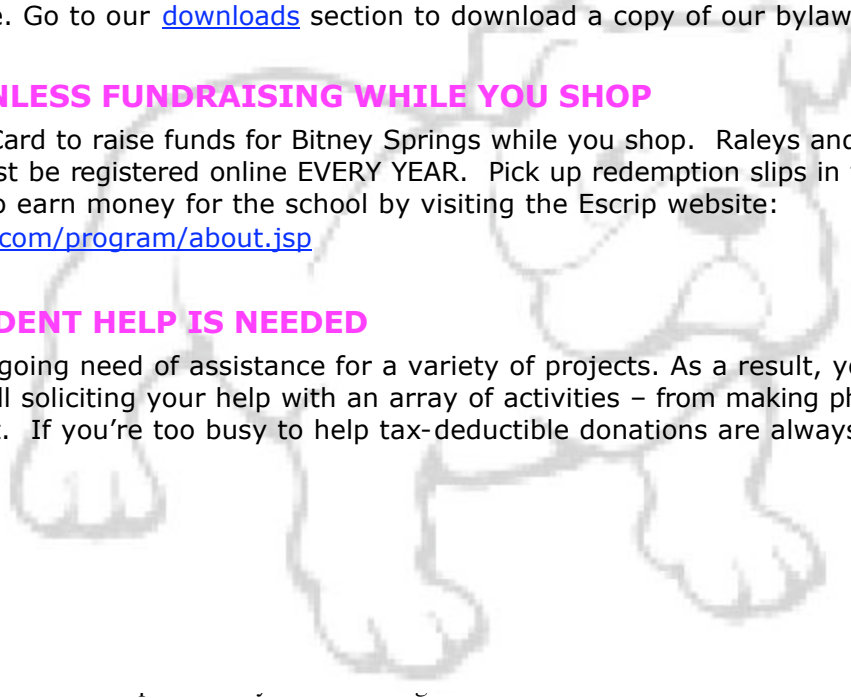 e. Go to our downloads section to download a copy of our bylaw
NLESS FUNDRAISING WHILE YOU SHOP
Card to raise funds for Bitney Springs while you shop. Raleys and
st be registered online EVERY YEAR. Pick up redemption slips in
o earn money for the school by visiting the Escrip website:
com/program/about.jsp
DENT HELP IS NEEDED
going need of assistance for a variety of projects. As a result, yo
ll soliciting your help with an array of activities – from making ph
. If you’re too busy to help tax-deductible donations are always